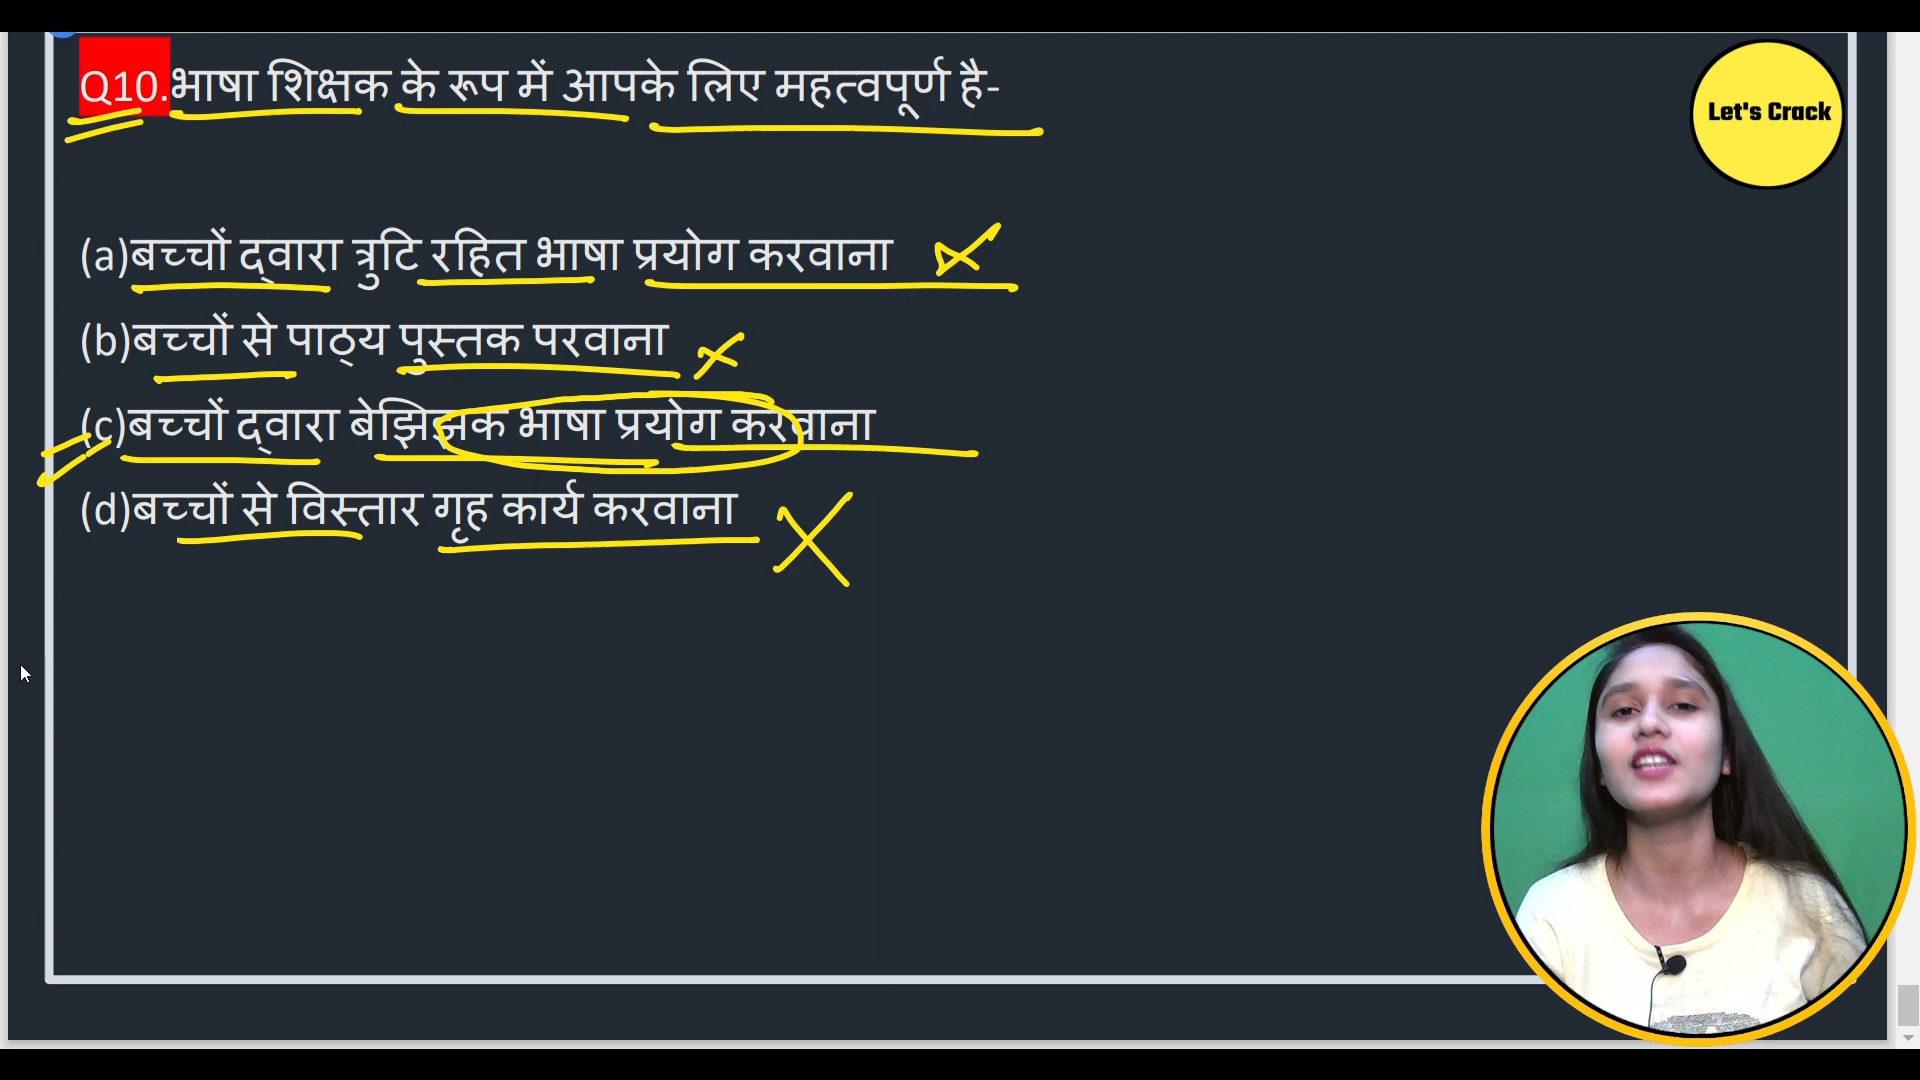 Q10.भाषा शिक्षक के रूप में आपके लिए महत्वपूर्ण है-
Let's Crack
(a)बच्चों द्वारा त्रुटि रहित भाषा प्रयोग करवाना
(b)बच्चों से पाठ्य पुस्तक परवाना
(c)बच्चों द्वारा बेझिझक भाषा प्रयोग करवाना
(d)बच्चों से विस्तार गृह कार्य करवाना